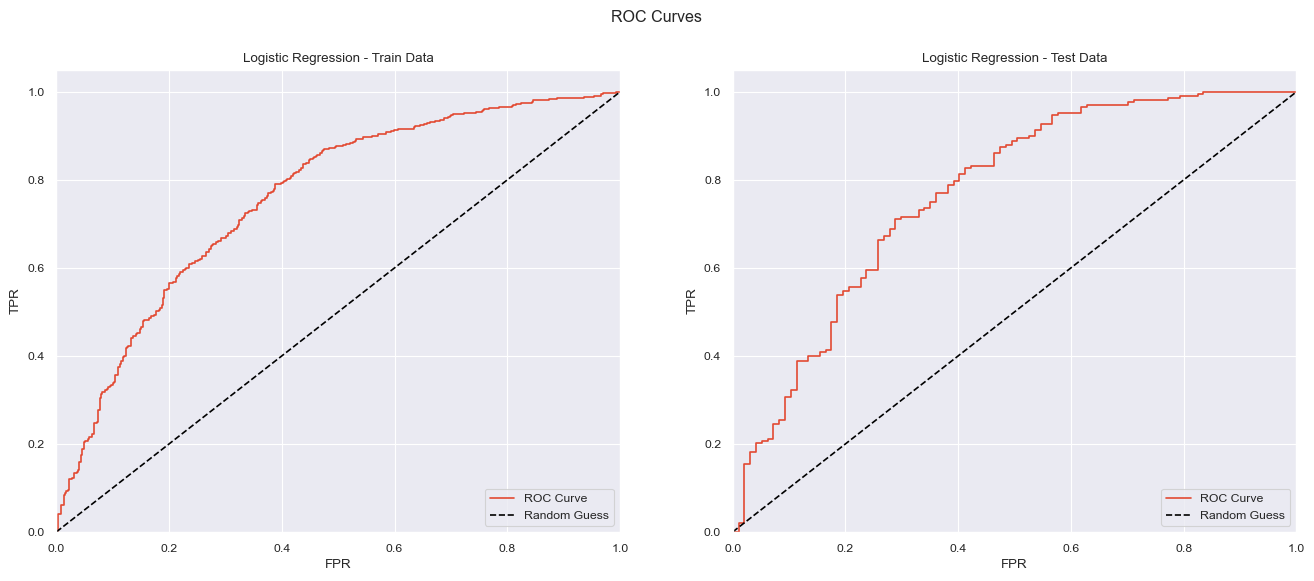 ROC Curves
Logistic Regression - Train Data
1.0
0.8
0.6
0.4
0.2
0.0
TPR
0.0 0.2 0.4 0.6 0.8 1.0
FPR
ROC Curve
Random Guess
Logistic Regression - Test Data
1.0
0.8
0.6
0.4
0.2
0.0
TPR
0.0 0.2 0.4 0.6 0.8 1.0
FPR
ROC Curve
Random Guess